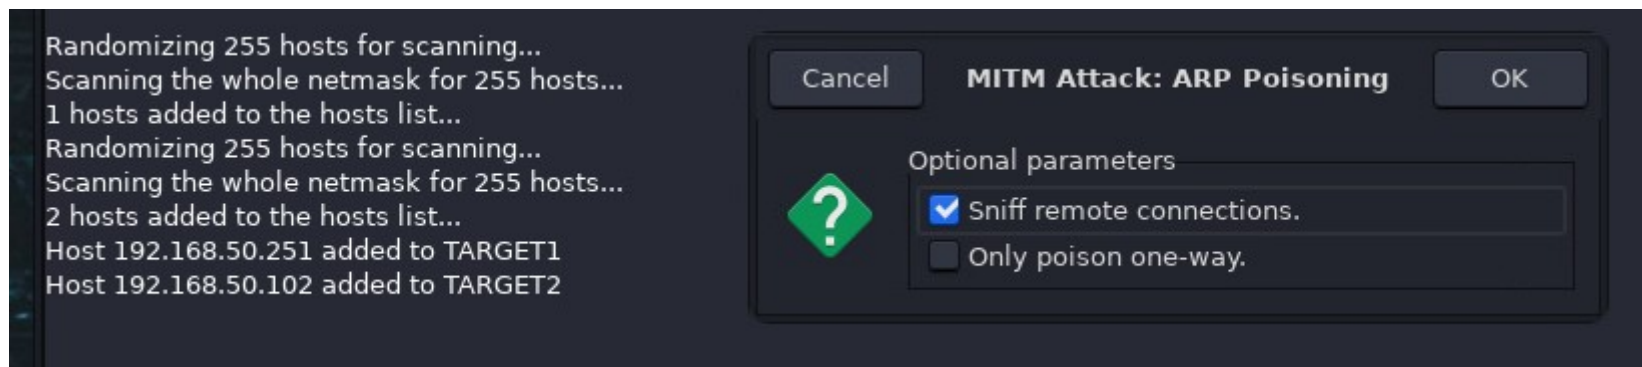 Randomizing 255 hosts for scanning...
Scanning the whole netmask for 255 hosts...
1 hosts added to the hosts list...
Randomizing 255 hosts for scanning...
Scanning the whole netmask for 255 hosts...
2 hosts added to the hosts list...
Host 192.168.50.251 added to TARGET1
Host 192.168.50.102 added to TARGET2
Cancel
MITM Attack: ARP Poisoning
OK
Optional parameters
Sniff remote connections.
Only poison one-way.